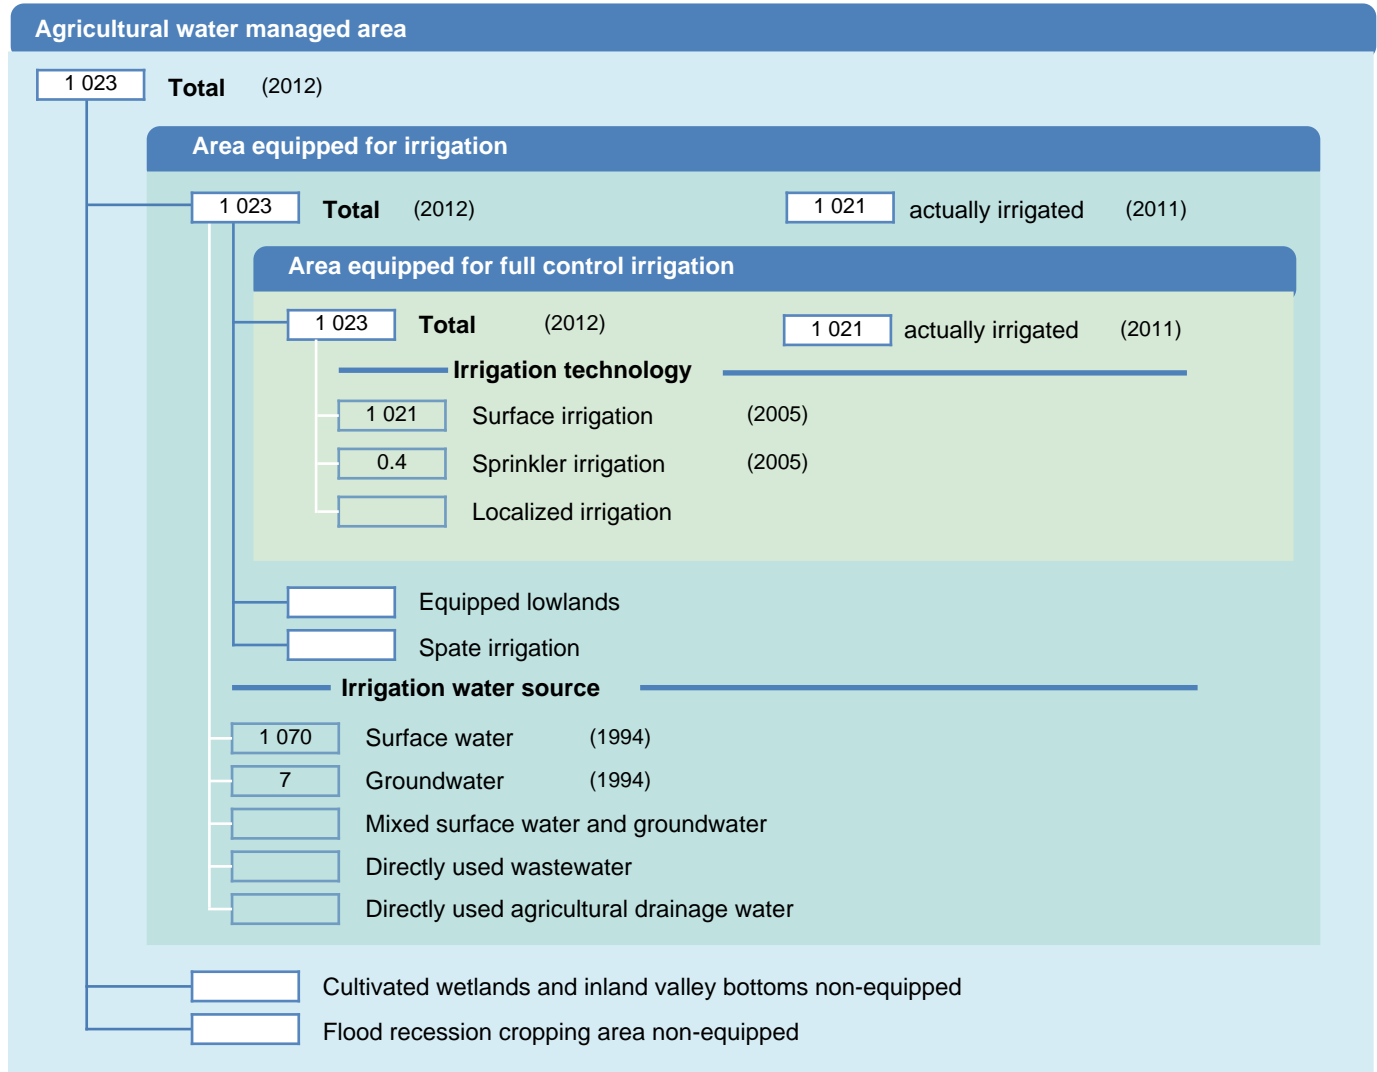 Agricultural water managed area
1 023 Total (2012)
Area equipped for irrigation
1 023 Total (2012) 1 021 actually irrigated (2011)
Area equipped for full control irrigation
1 023 Total (2012) 1 021 actually irrigated (2011)
Irrigation technology
1 021 Surface irrigation (2005)
0.4 Sprinkler irrigation (2005)
Localized irrigation
Equipped lowlands
Spate irrigation
Irrigation water source
1 070 Surface water (1994)
7 Groundwater (1994)
Mixed surface water and groundwater
Directly used wastewater
Directly used agricultural drainage water
Cultivated wetlands and inland valley bottoms non-equipped
Flood recession cropping area non-equipped